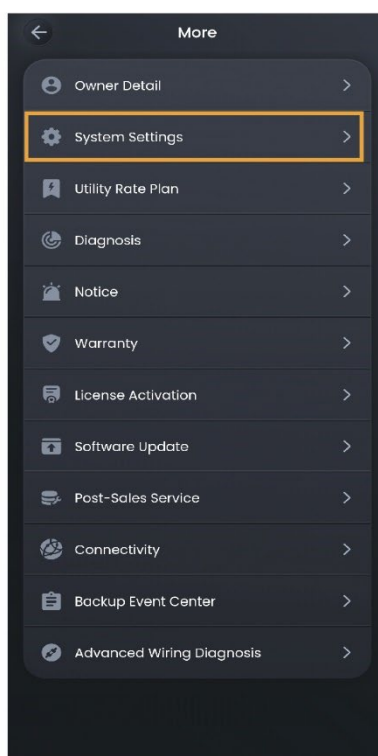 More
Owner Detail
System Settings
Utility Rate Plan
Diagnosis
Notice
Warranty
License Activation
Software Update
Post-Sales Service
Connectivity
Backup Event Center
Advanced Wiring Diagnosis